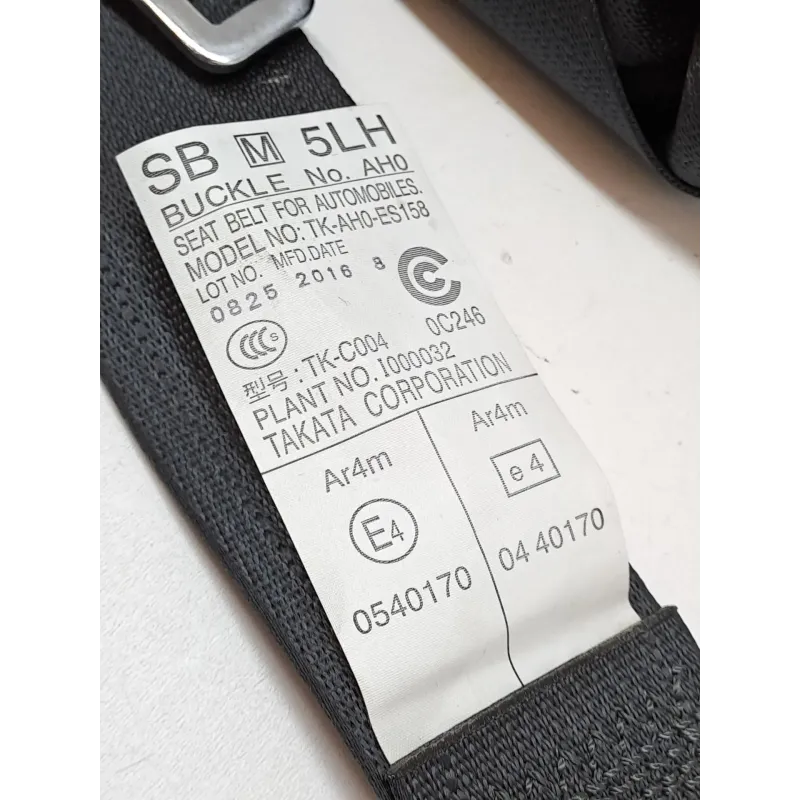 SB M 5LH
BUCKLE No. AH0
SEAT BELT FOR AUTOMOBILES.
MODEL NO: TK-AH0-ES158
LOT NO. MFD.DATE
0825 2016 8
CCC S
0C246
型号: TK-C004
PLANT NO. I000032
TAKATA CORPORATION
Ar4m
E4
0540170
Ar4m
e4
04 40170